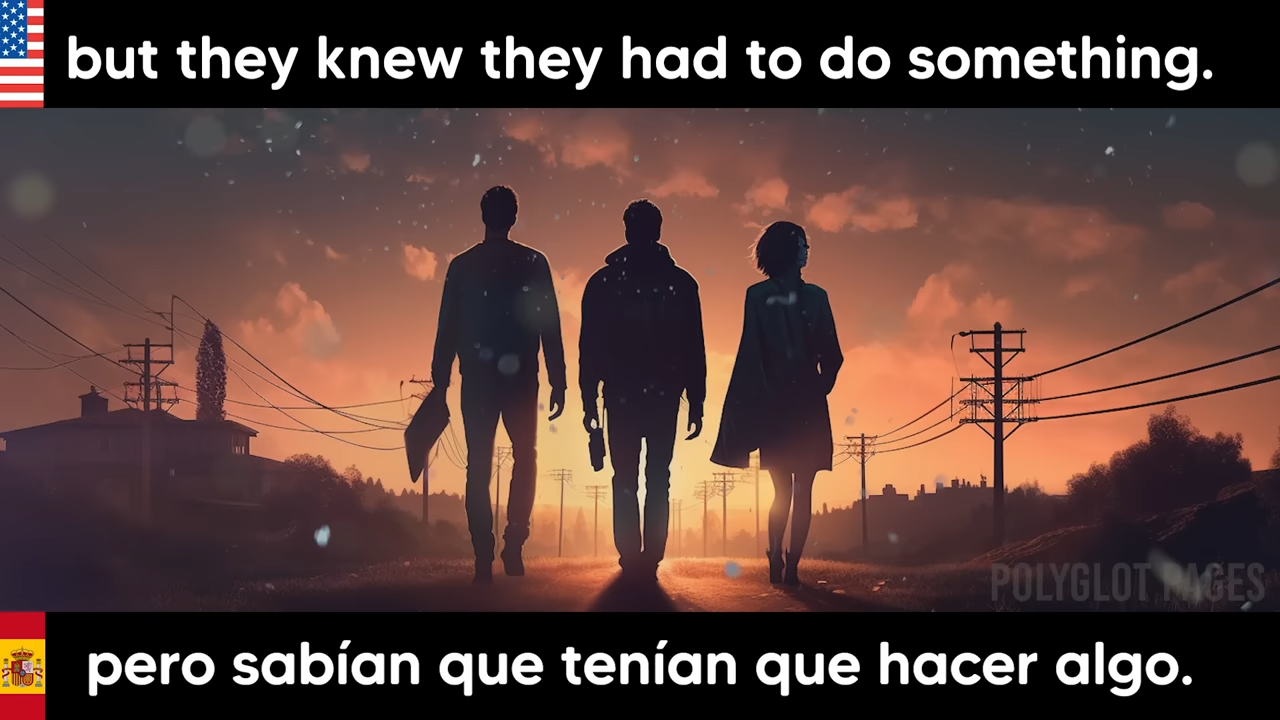 but they knew they had to do something.
POLYGLOT PAGES
pero sabían que tenían que hacer algo.